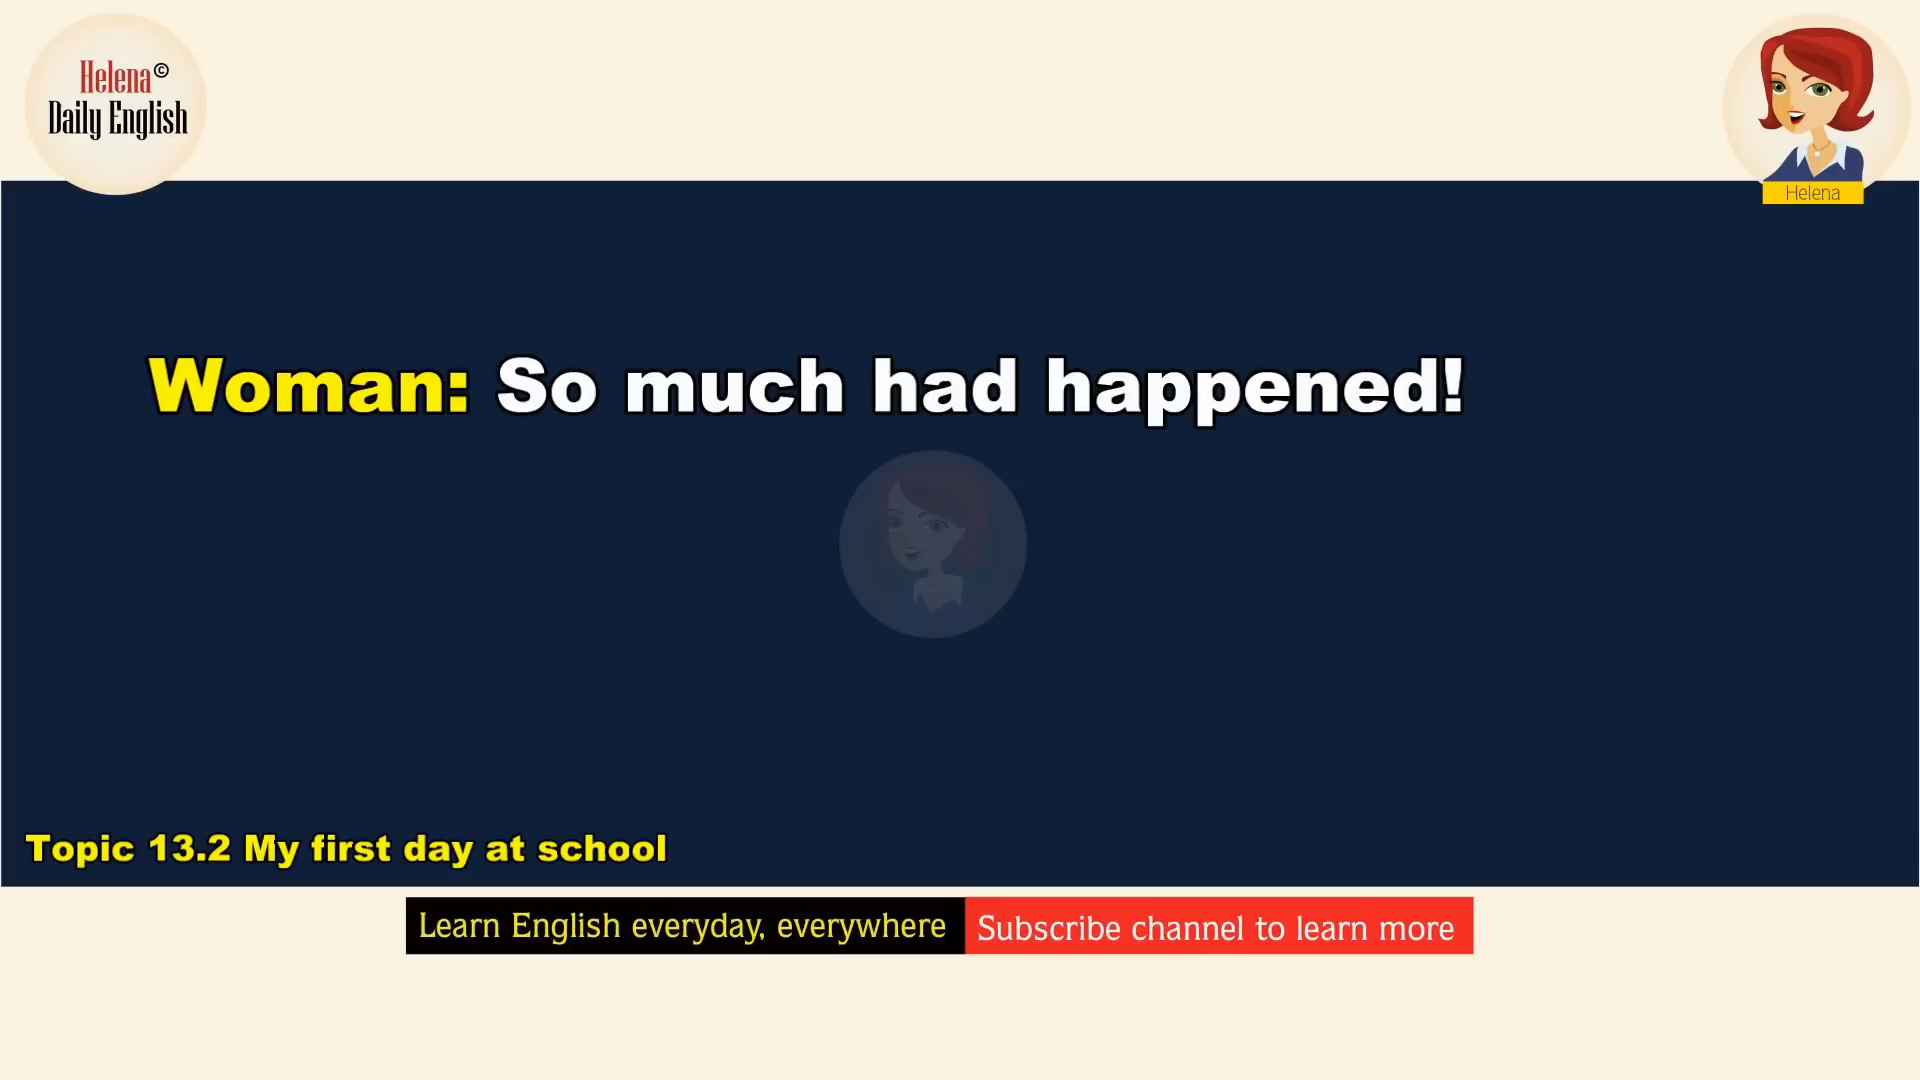 Helena©
Daily English
Helena
Woman: So much had happened!
Topic 13.2 My first day at school
Learn English everyday, everywhere
Subscribe channel to learn more